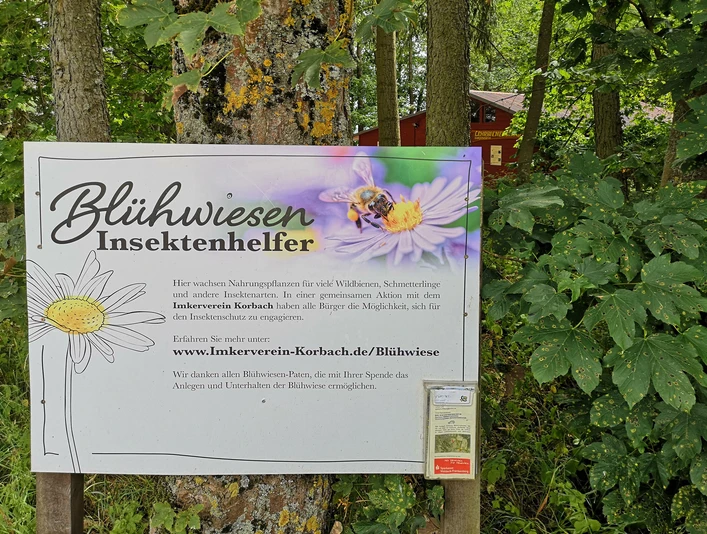 Blühwiesen
Insektenhelfer
Hier wachsen Nahrungspflanzen für viele Wildbienen, Schmetterlinge
und andere Insektenarten. In einer gemeinsamen Aktion mit dem
Imkerverein Korbach haben alle Bürger die Möglichkeit, sich für
den Insektenschutz zu engagieren.
Erfahren Sie mehr unter:
www.Imkerverein-Korbach.de/Blühwiese
Wir danken allen Blühwiesen-Paten, die mit Ihrer Spende das
Anlegen und Unterhalten der Blühwiese ermöglichen.